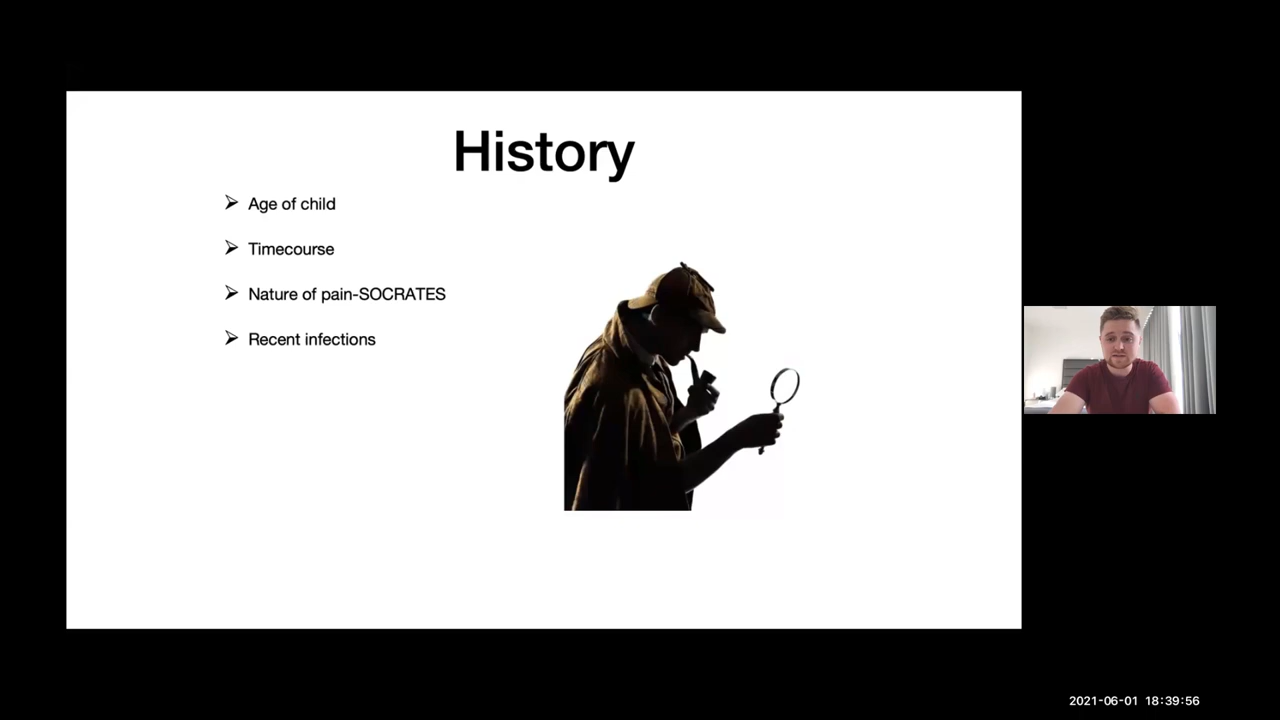 History
Age of child
Timecourse
Nature of pain-SOCRATES
Recent infections
2021-06-01 18:39:56